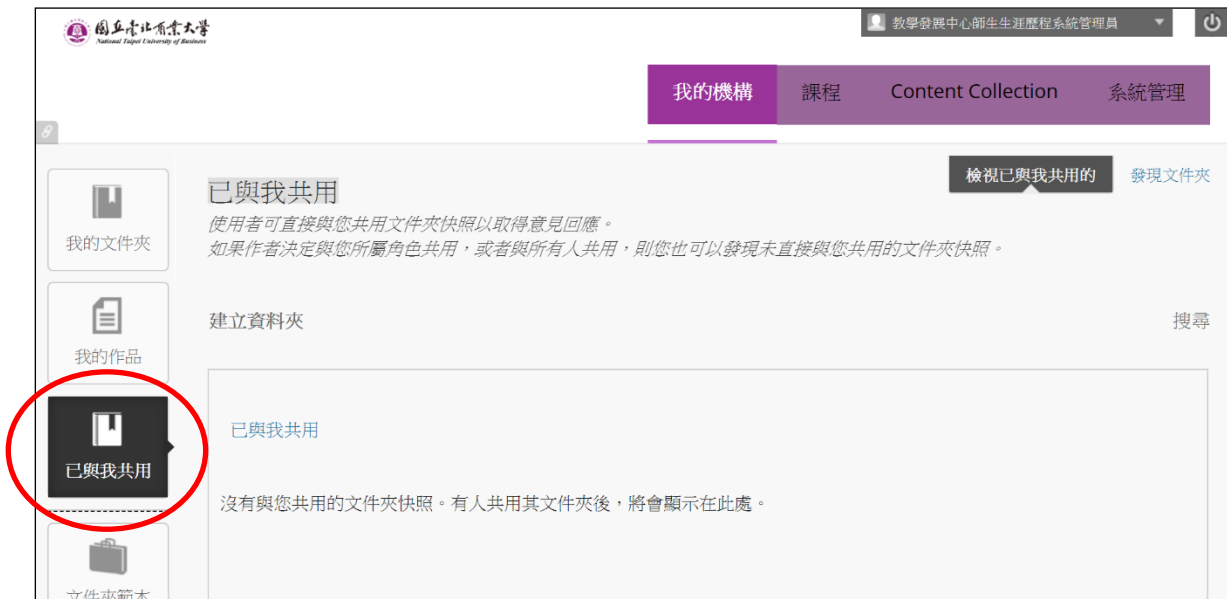 國立臺北商業大學
National Taipei University of Business
教學發展中心師生生涯歷程系統管理員
我的機構
課程
Content Collection
系統管理
檢視已與我共用的
發現文件夾
我的文件夾
我的作品
已與我共用
文件夾範本
已與我共用
使用者可直接與您共用文件夾快照以取得意見回應。
如果作者決定與您所屬角色共用，或者與所有人共用，則您也可以發現未直接與您共用的文件夾快照。
建立資料夾
搜尋
已與我共用
沒有與您共用的文件夾快照。有人共用其文件夾後，將會顯示在此處。